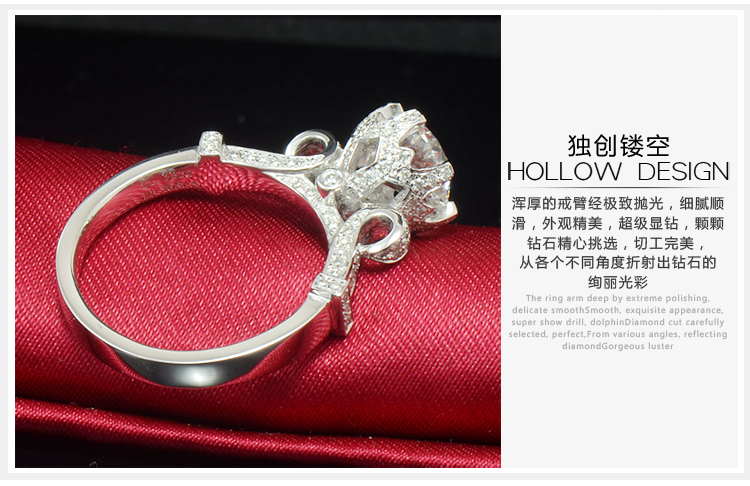 独创镂空
HOLLOW DESIGN
浑厚的戒臂经极致抛光，细腻顺
滑，外观精美，超级显钻，颗颗
钻石精心挑选，切工完美，
从各个不同角度折射出钻石的
绚丽光彩
The ring arm deep by extreme polishing,
delicate smoothSmooth, exquisite appearance,
super show drill, dolphinDiamond cut carefully
selected, perfect,From various angles, reflecting
diamondGorgeous luster